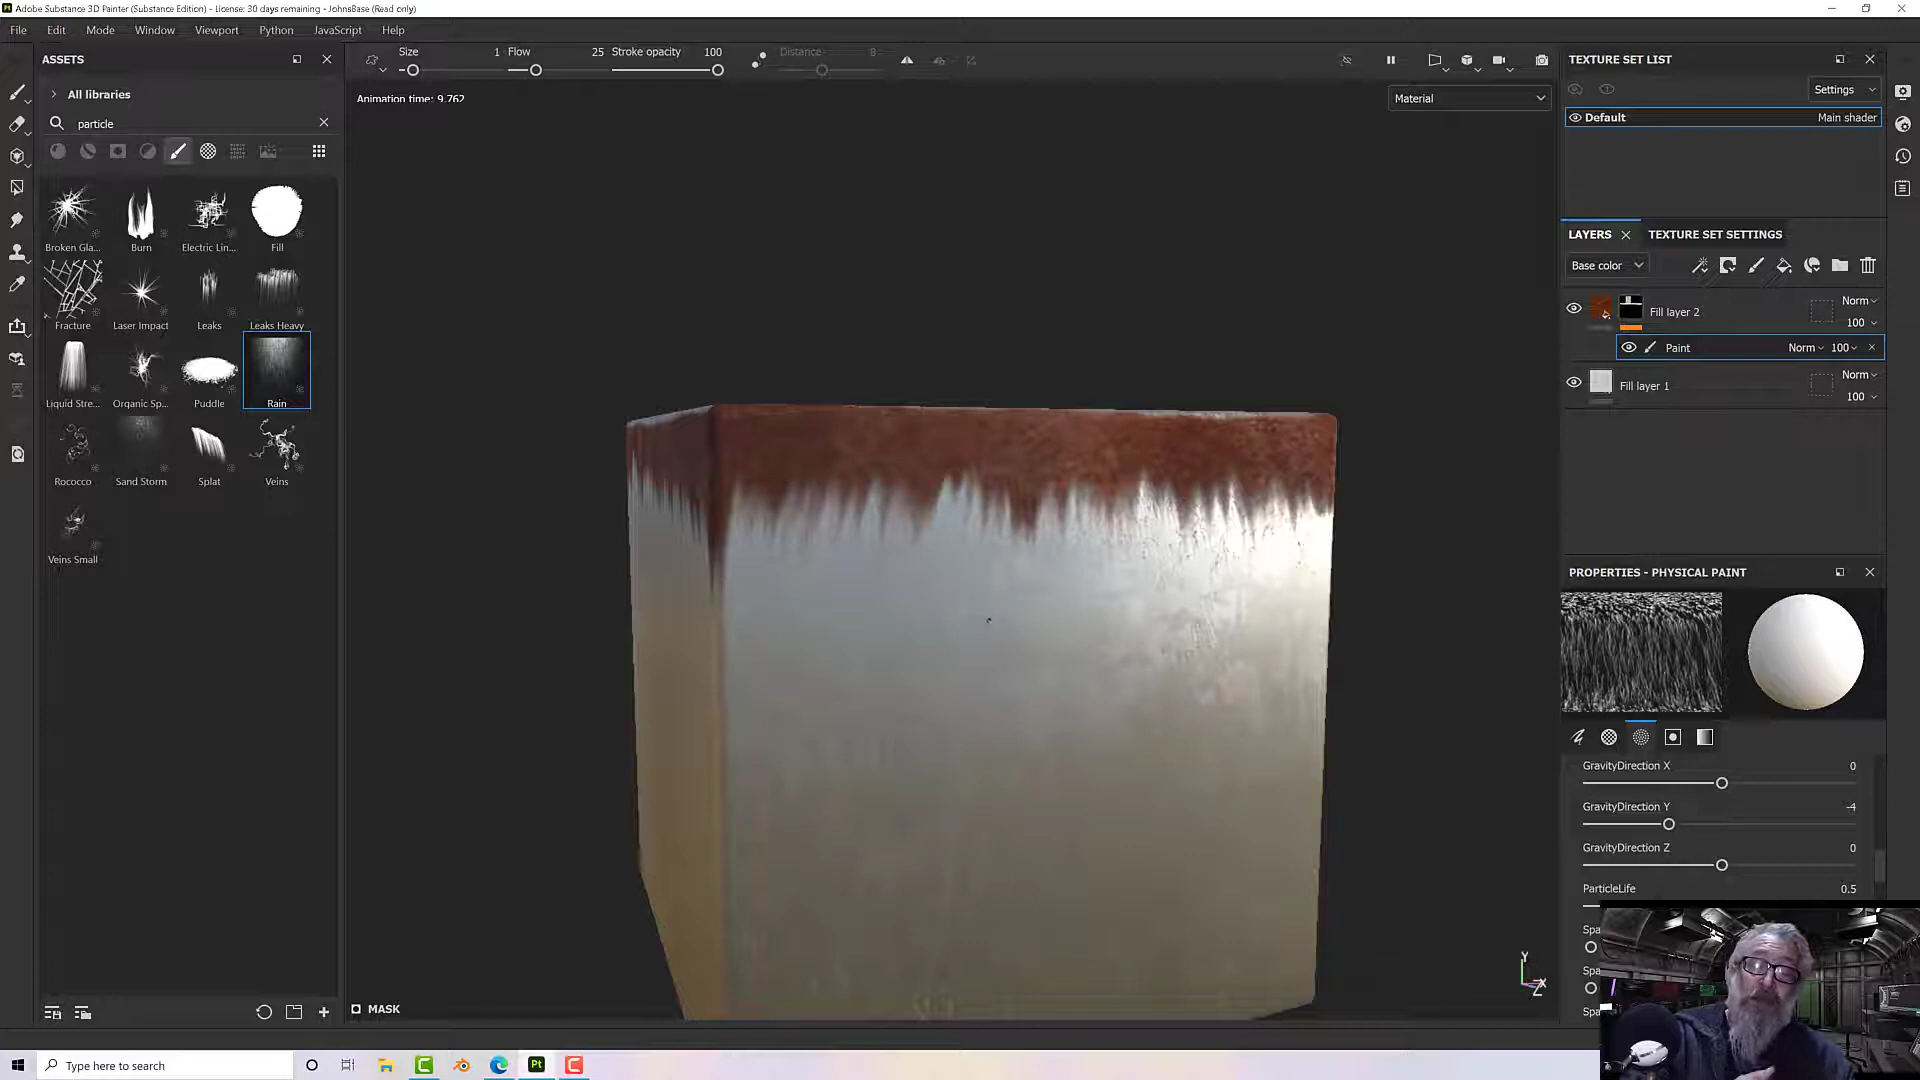 Adobe Substance 3D Painter (Substance Edition) - License: 30 days remaining - JohnsBase (Read only)
File Edit Mode Window Viewport Python JavaScript Help
ASSETS
All libraries
particle
Broken Gla... Burn Electric Lin... Fill
Fracture Laser Impact Leaks Leaks Heavy
Liquid Stre... Organic Sp... Puddle Rain
Rococco Sand Storm Splat Veins
Veins Small
Size 1 Flow 25 Stroke opacity 100 Distance 8
Animation time: 9.762
Material
MASK
Y
X
Z
TEXTURE SET LIST
Settings
Default Main shader
LAYERS TEXTURE SET SETTINGS
Base color
Fill layer 2 Norm
100
Paint Norm 100
Fill layer 1 Norm
100
PROPERTIES - PHYSICAL PAINT
GravityDirection X 0
GravityDirection Y -4
GravityDirection Z 0
ParticleLife 0.5
Spa
Spa
Spa
Type here to search
Pt